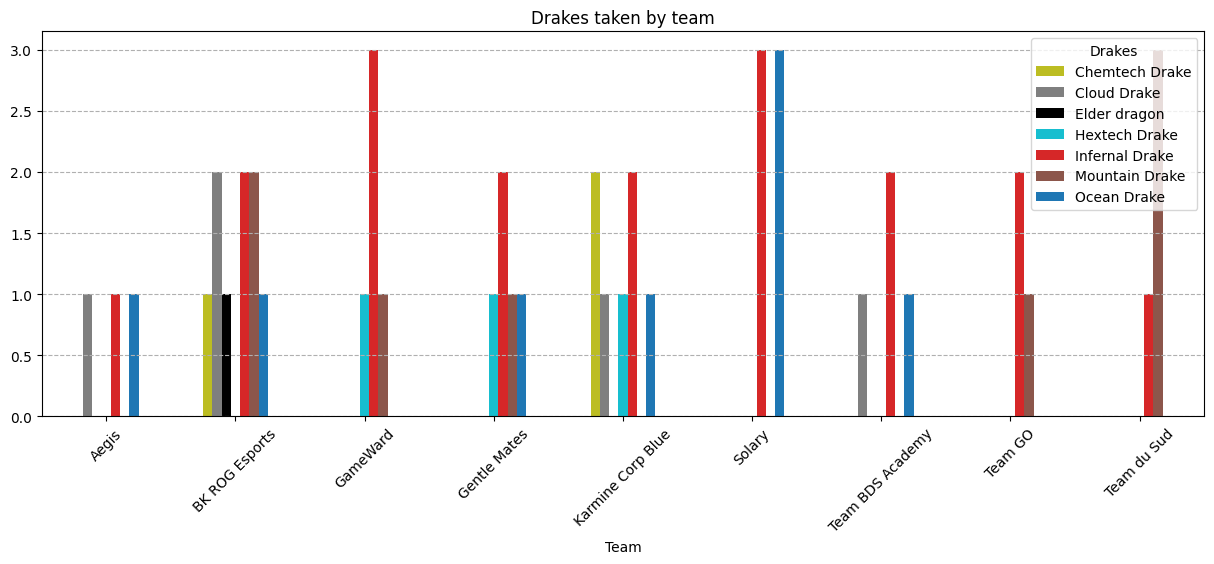 Drakes taken by team
3.0
2.5
2.0
1.5
1.0
0.5
0.0
Drakes
Chemtech Drake
Cloud Drake
Elder dragon
Hextech Drake
Infernal Drake
Mountain Drake
Ocean Drake
Aegis
BK ROG Esports
GameWard
Gentle Mates
Karmine Corp Blue
Solary
Team BDS Academy
Team GO
Team du Sud
Team